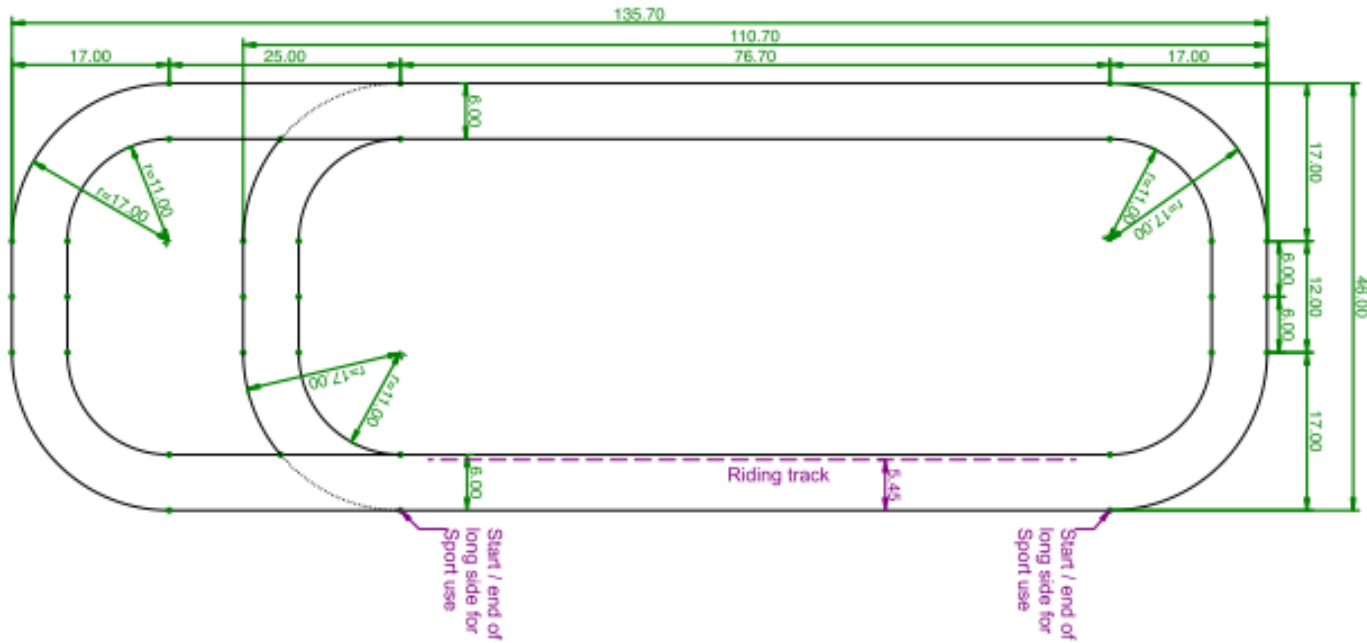 135.70
110.70
17.00
25.00
76.70
17.00
6.00
17.00
r=11.00
r=17.00
r=11.00
r=17.00
6.00
12.00
6.00
46.00
r=17.00
r=11.00
17.00
6.00
Riding track
5.45
Start / end of
long side for
Sport use
Start / end of
long side for
Sport use